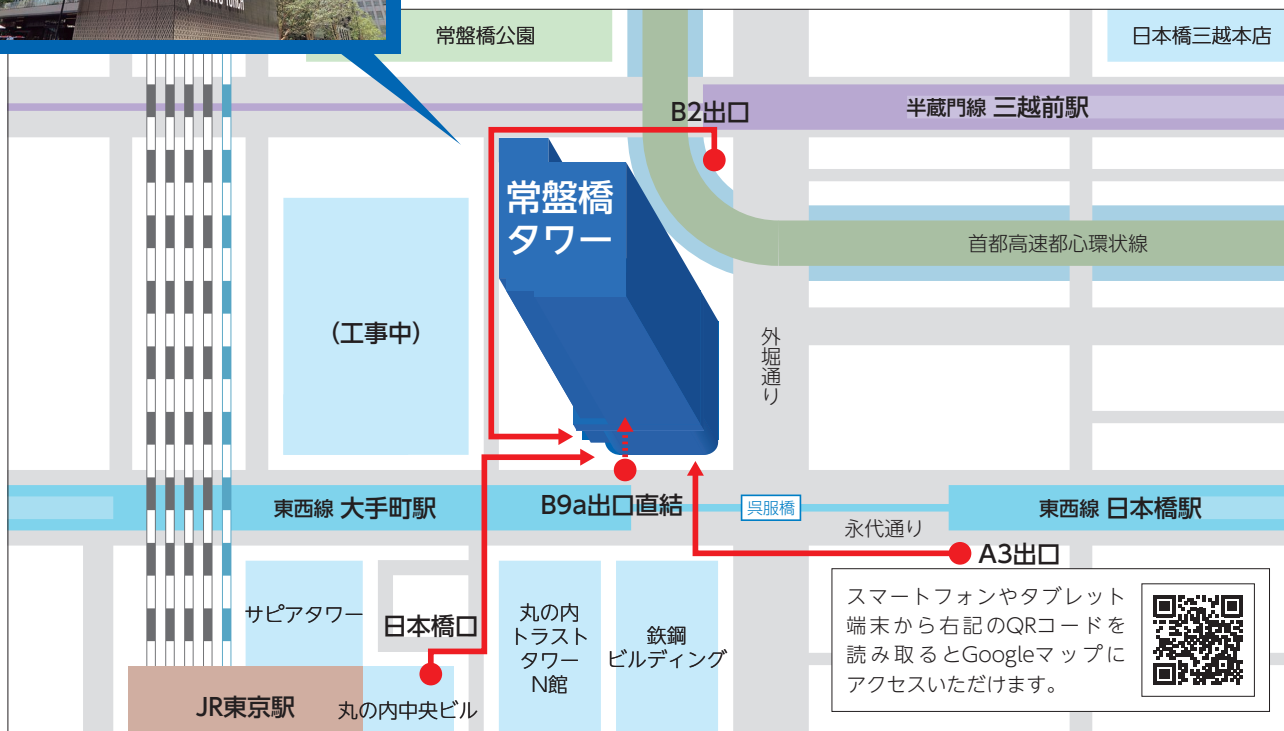 常盤橋公園
日本橋三越本店
B2出口
半蔵門線 三越前駅
常盤橋
タワー
首都高速都心環状線
(工事中)
外堀通り
東西線 大手町駅
B9a出口直結
呉服橋
東西線 日本橋駅
永代通り
A3出口
サピアタワー
日本橋口
丸の内
トラスト
タワー
N館
鉄鋼
ビルディング
JR東京駅
丸の内中央ビル
スマートフォンやタブレット
端末から右記のQRコードを
読み取るとGoogleマップに
アクセスいただけます。